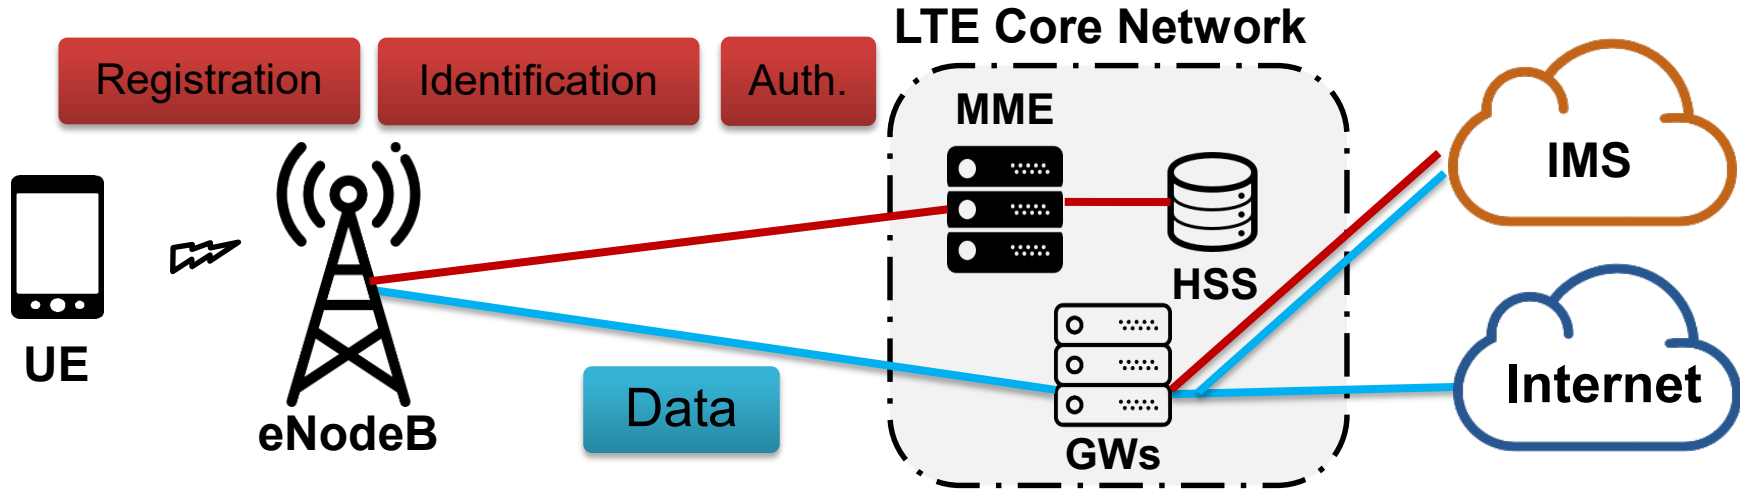 LTE Core Network
Registration
Identification
Auth.
MME
IMS
HSS
UE
Internet
Data
eNodeB
GWs